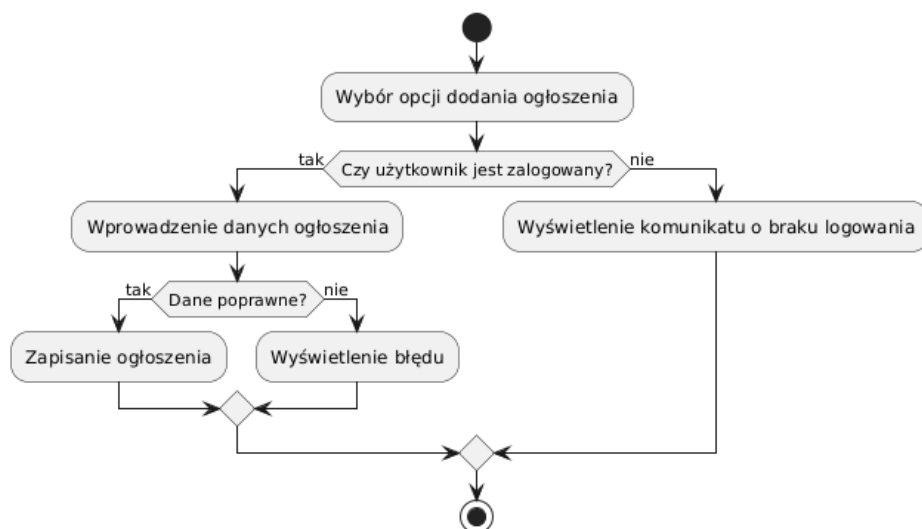 Wybór opcji dodania ogłoszenia
tak
Czy użytkownik jest zalogowany?
nie
Wprowadzenie danych ogłoszenia
Wyświetlenie komunikatu o braku logowania
tak
Dane poprawne?
nie
Zapisanie ogłoszenia
Wyświetlenie błędu